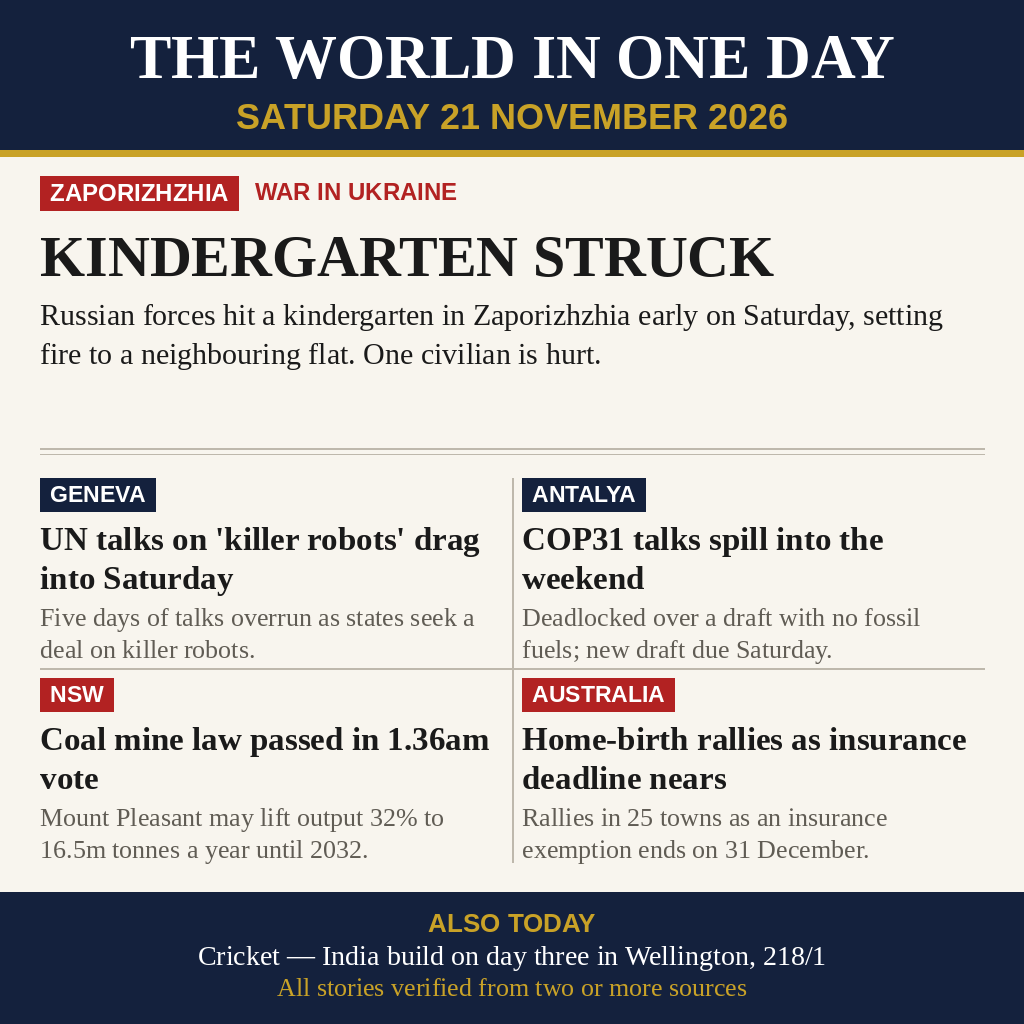 THE WORLD IN ONE DAY
SATURDAY 21 NOVEMBER 2026
ZAPORIZHZHIA WAR IN UKRAINE
KINDERGARTEN STRUCK
Russian forces hit a kindergarten in Zaporizhzhia early on Saturday, setting
fire to a neighbouring flat. One civilian is hurt.
GENEVA
UN talks on 'killer robots' drag
into Saturday
Five days of talks overrun as states seek a
deal on killer robots.
ANTALYA
COP31 talks spill into the
weekend
Deadlocked over a draft with no fossil
fuels; new draft due Saturday.
NSW
Coal mine law passed in 1.36am
vote
Mount Pleasant may lift output 32% to
16.5m tonnes a year until 2032.
AUSTRALIA
Home-birth rallies as insurance
deadline nears
Rallies in 25 towns as an insurance
exemption ends on 31 December.
ALSO TODAY
Cricket — India build on day three in Wellington, 218/1
All stories verified from two or more sources